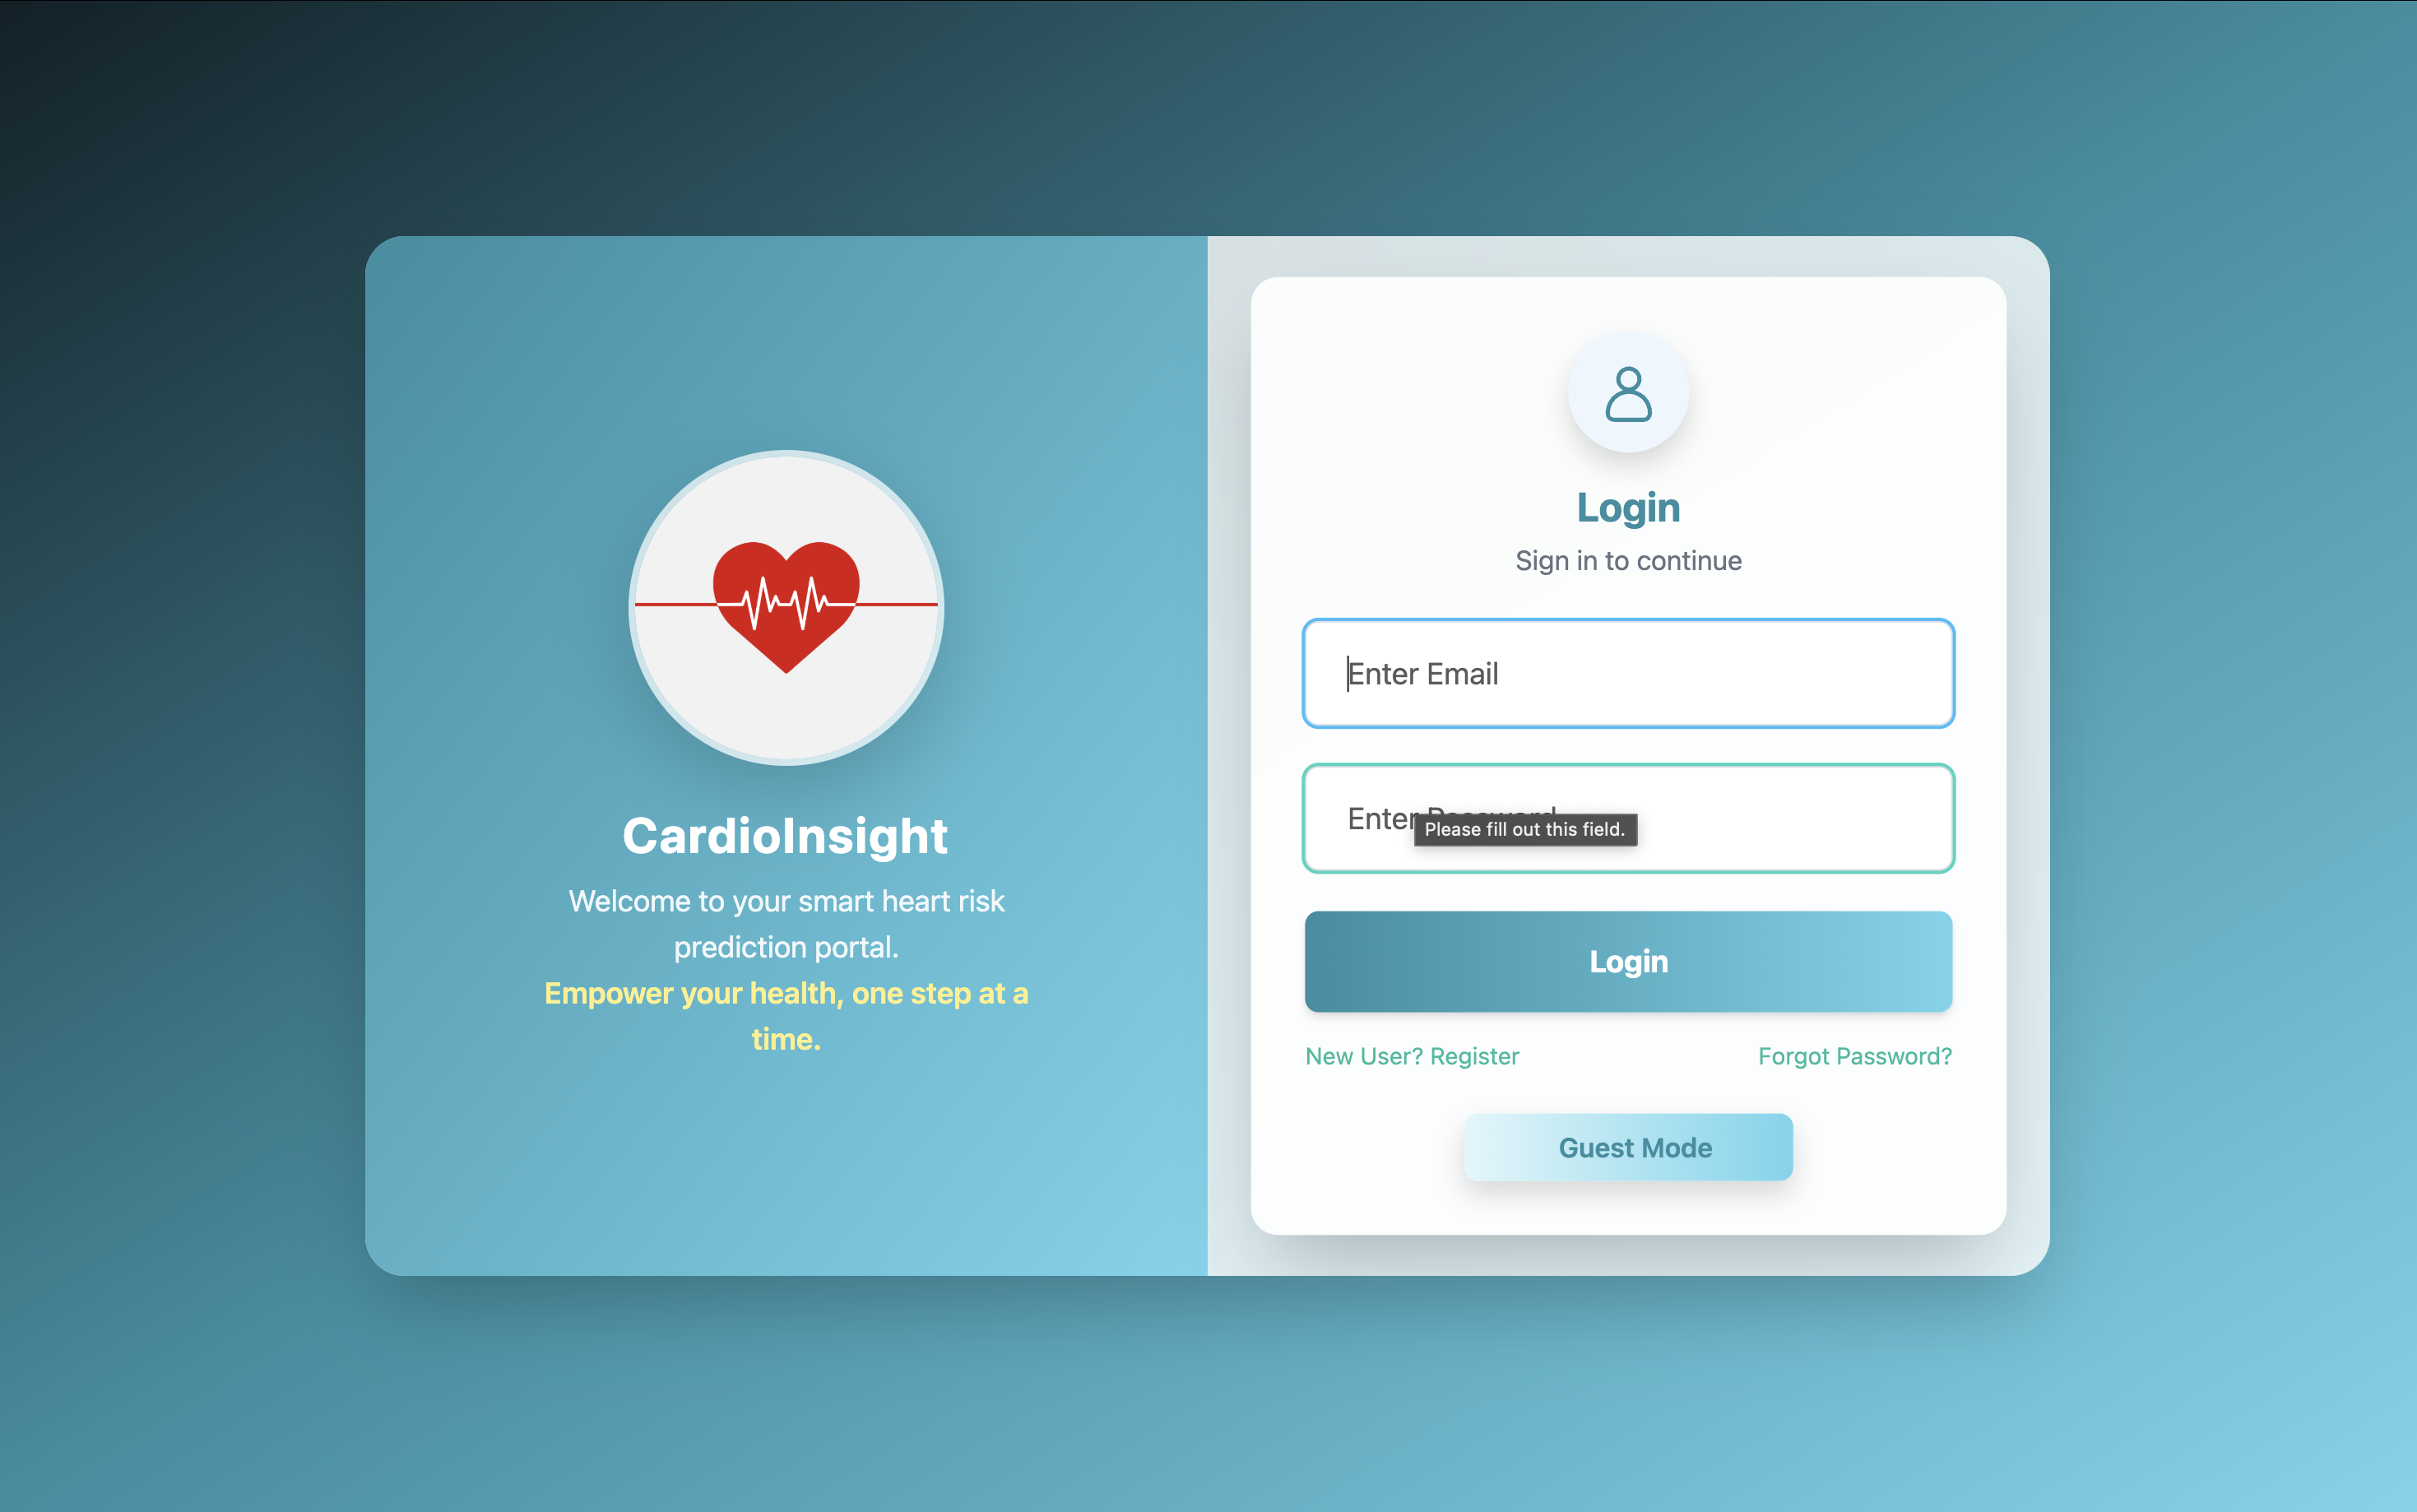 CardioInsight
Welcome to your smart heart risk
prediction portal.
Empower your health, one step at a
time.
Login
Sign in to continue
Enter Email
Enter Password
Please fill out this field.
Login
New User? Register
Forgot Password?
Guest Mode